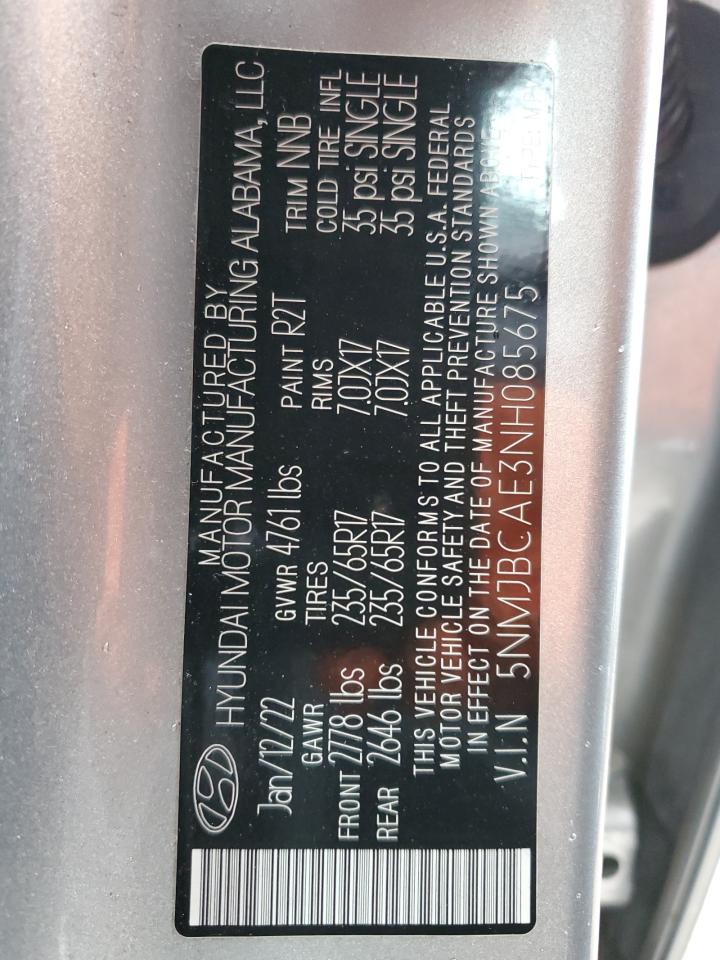 MANUFACTURED BY
HYUNDAI MOTOR MANUFACTURING ALABAMA, LLC
Jan/12/22 GVWR 4761 lbs PAINT R2T TRIM NNB
GAWR TIRES RIMS COLD TIRE INFL
FRONT 2778 lbs 235/65R17 7.0JX17 35 psi SINGLE
REAR 2646 lbs 235/65R17 7.0JX17 35 psi SINGLE
THIS VEHICLE CONFORMS TO ALL APPLICABLE U.S.A. FEDERAL
MOTOR VEHICLE SAFETY AND THEFT PREVENTION STANDARDS
IN EFFECT ON THE DATE OF MANUFACTURE SHOWN ABOVE
V.I.N 5NMJBCAE3NH085675